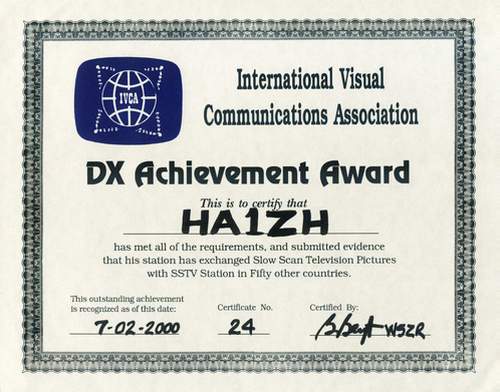 IVCA
International Visual
Communications Association
DX Achievement Award
This is to certify that
HA1ZH
has met all of the requirements, and submitted evidence
that his station has exchanged Slow Scan Television Pictures
with SSTV Station in Fifty other countries.
This outstanding achievement
is recognized as of this date:
7-02-2000
Certificate No.
24
Certified By:
W5ZR